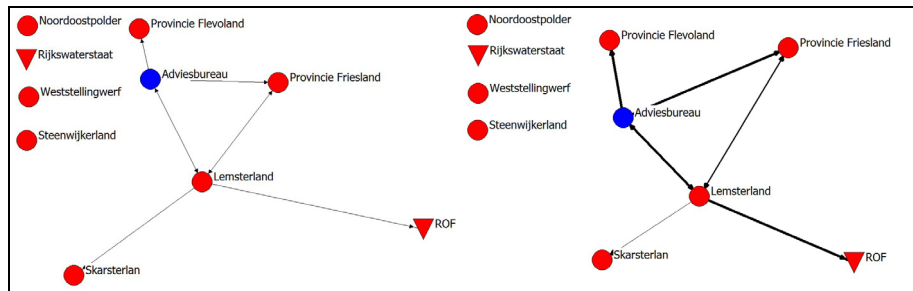 Noordoostpolder
Provincie Flevoland
Rijkswaterstaat
Adviesbureau
Provincie Friesland
Weststellingwerf
Steenwijkerland
Lemsterland
ROF
Skarsterlan
Noordoostpolder
Provincie Flevoland
Provincie Friesland
Rijkswaterstaat
Weststellingwerf
Adviesbureau
Steenwijkerland
Lemsterland
Skarsterlan
ROF